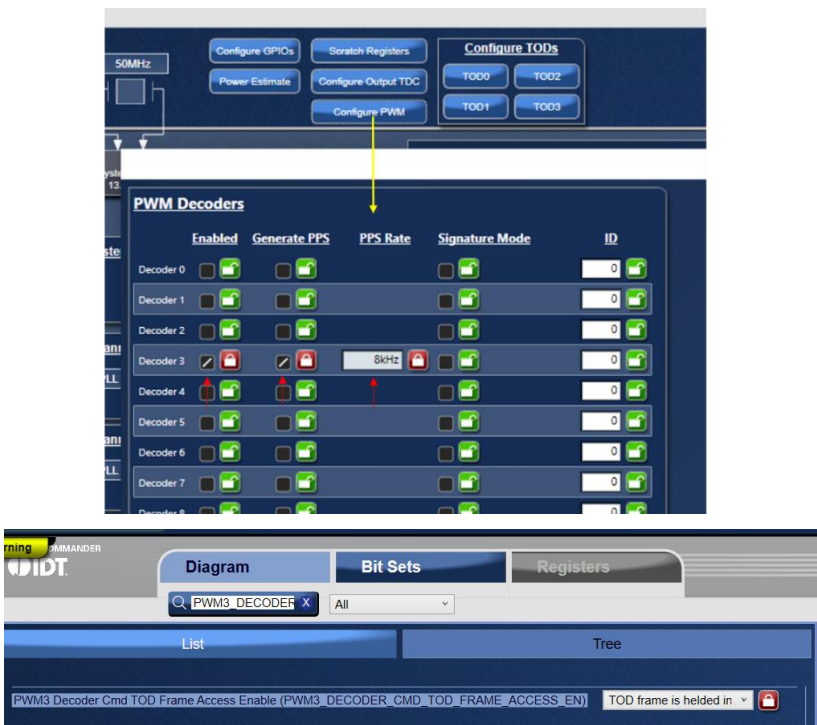 Configure GPIOs Scratch Registers Configure TODs
50MHz
Power Estimate Configure Output TDC TOD0 TOD2
Configure PWM TOD1 TOD3
13.
PWM Decoders
Enabled Generate PPS PPS Rate Signature Mode ID
Decoder 0 0
Decoder 1 0
Decoder 2 0
Decoder 3 8kHz 0
Decoder 4 0
Decoder 5 0
Decoder 6 0
Decoder 7 0
rning OMMANDER
IDT.
Diagram Bit Sets Registers
PWM3_DECODER X All
List Tree
PWM3 Decoder Cmd TOD Frame Access Enable (PWM3_DECODER_CMD_TOD_FRAME_ACCESS_EN) TOD frame is helded in